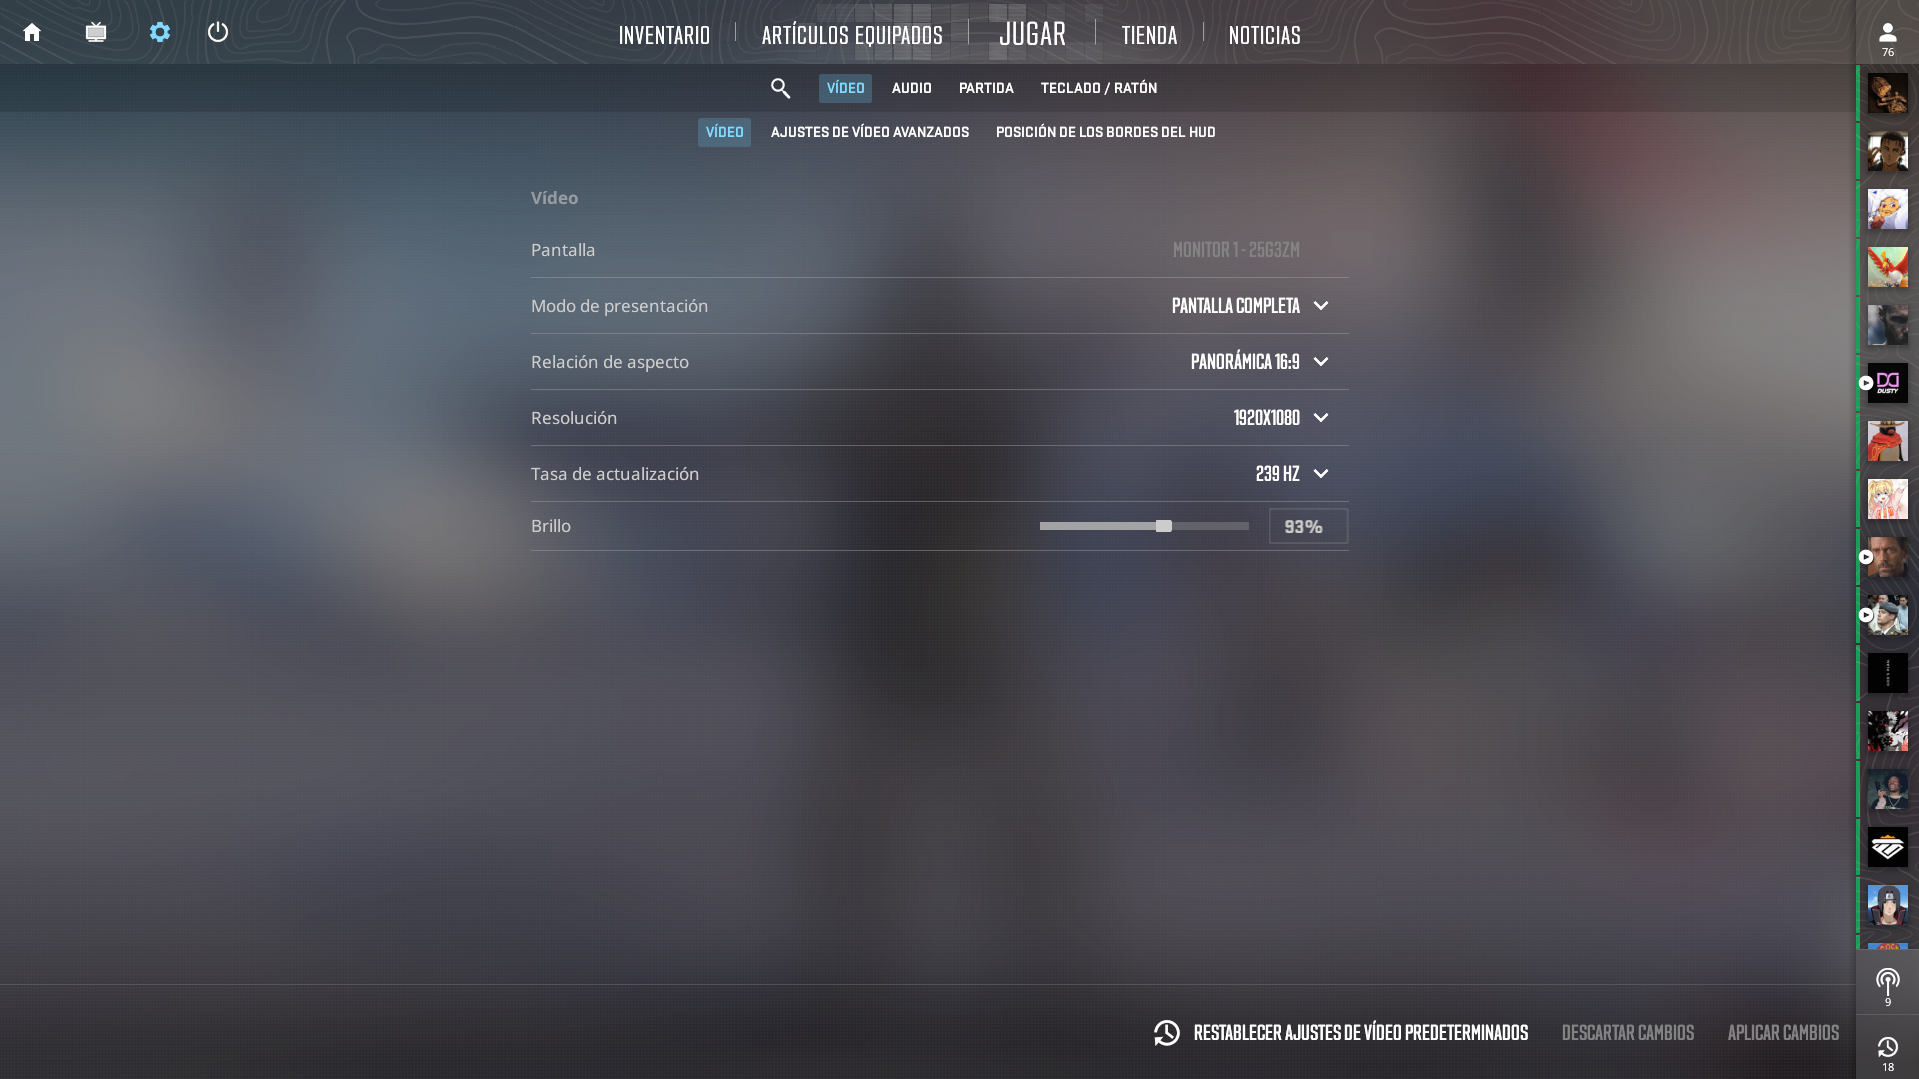 INVENTARIO
ARTÍCULOS EQUIPADOS
JUGAR
TIENDA
NOTICIAS
76
VÍDEO
AUDIO
PARTIDA
TECLADO / RATÓN
VÍDEO
AJUSTES DE VÍDEO AVANZADOS
POSICIÓN DE LOS BORDES DEL HUD
Vídeo
Pantalla
MONITOR 1 - 25G3ZM
Modo de presentación
PANTALLA COMPLETA
Relación de aspecto
PANORÁMICA 16:9
Resolución
1920X1080
Tasa de actualización
239 HZ
Brillo
93%
DUSTY
9
RESTABLECER AJUSTES DE VÍDEO PREDETERMINADOS
DESCARTAR CAMBIOS
APLICAR CAMBIOS
18